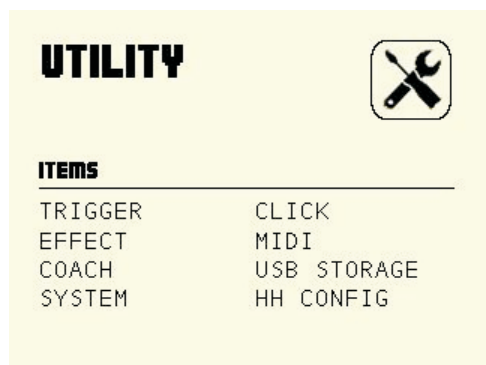 UTILITY
ITEMS
TRIGGER CLICK
EFFECT MIDI
COACH USB STORAGE
SYSTEM HH CONFIG